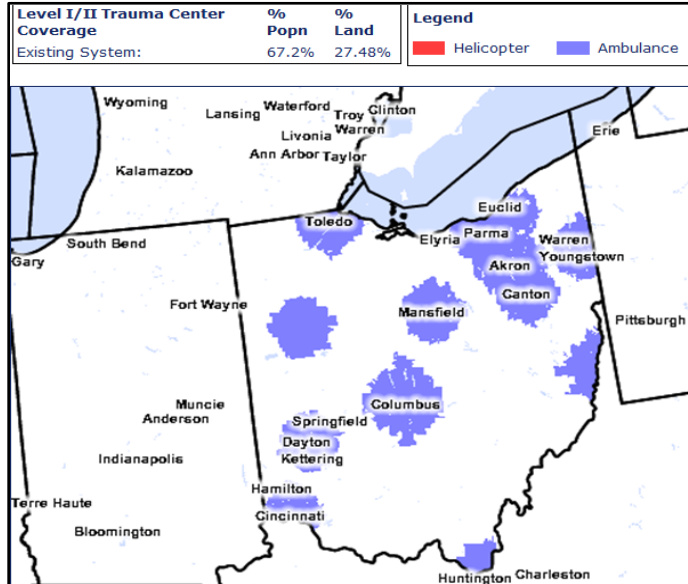 Level I/II Trauma Center Coverage % Popn % Land
Existing System: 67.2% 27.48%
Legend
Helicopter Ambulance
Wyoming
Lansing
Waterford
Troy
Clinton
Livonia
Warren
Ann Arbor
Taylor
Kalamazoo
Erie
South Bend
Gary
Toledo
Euclid
Elyria
Parma
Warren
Youngstown
Akron
Canton
Fort Wayne
Mansfield
Pittsburgh
Muncie
Anderson
Columbus
Springfield
Dayton
Kettering
Indianapolis
Hamilton
Cincinnati
Terre Haute
Bloomington
Huntington
Charleston